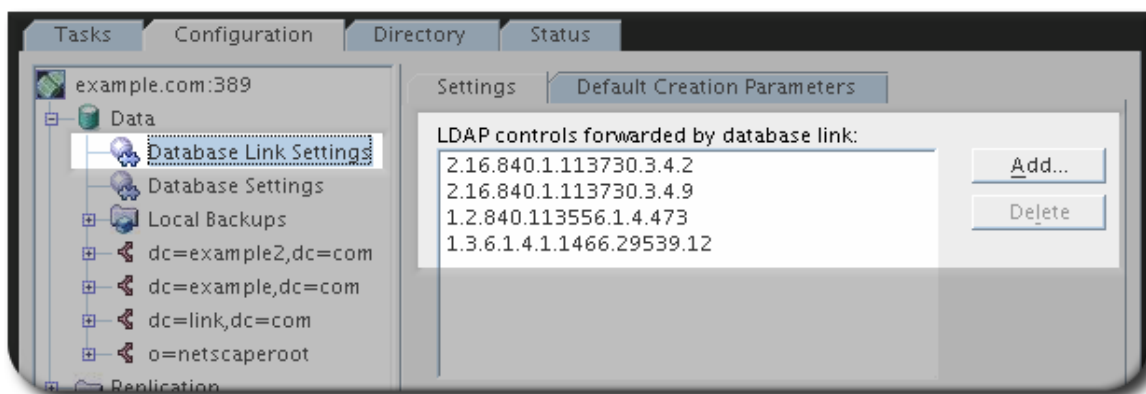 Tasks Configuration Directory Status
example.com:389
Data
Database Link Settings
Database Settings
Local Backups
dc=example2,dc=com
dc=example,dc=com
dc=link,dc=com
o=netscaperoot
Replication
Settings Default Creation Parameters
LDAP controls forwarded by database link:
2.16.840.1.113730.3.4.2
2.16.840.1.113730.3.4.9
1.2.840.113556.1.4.473
1.3.6.1.4.1.1466.29539.12
Add...
Delete